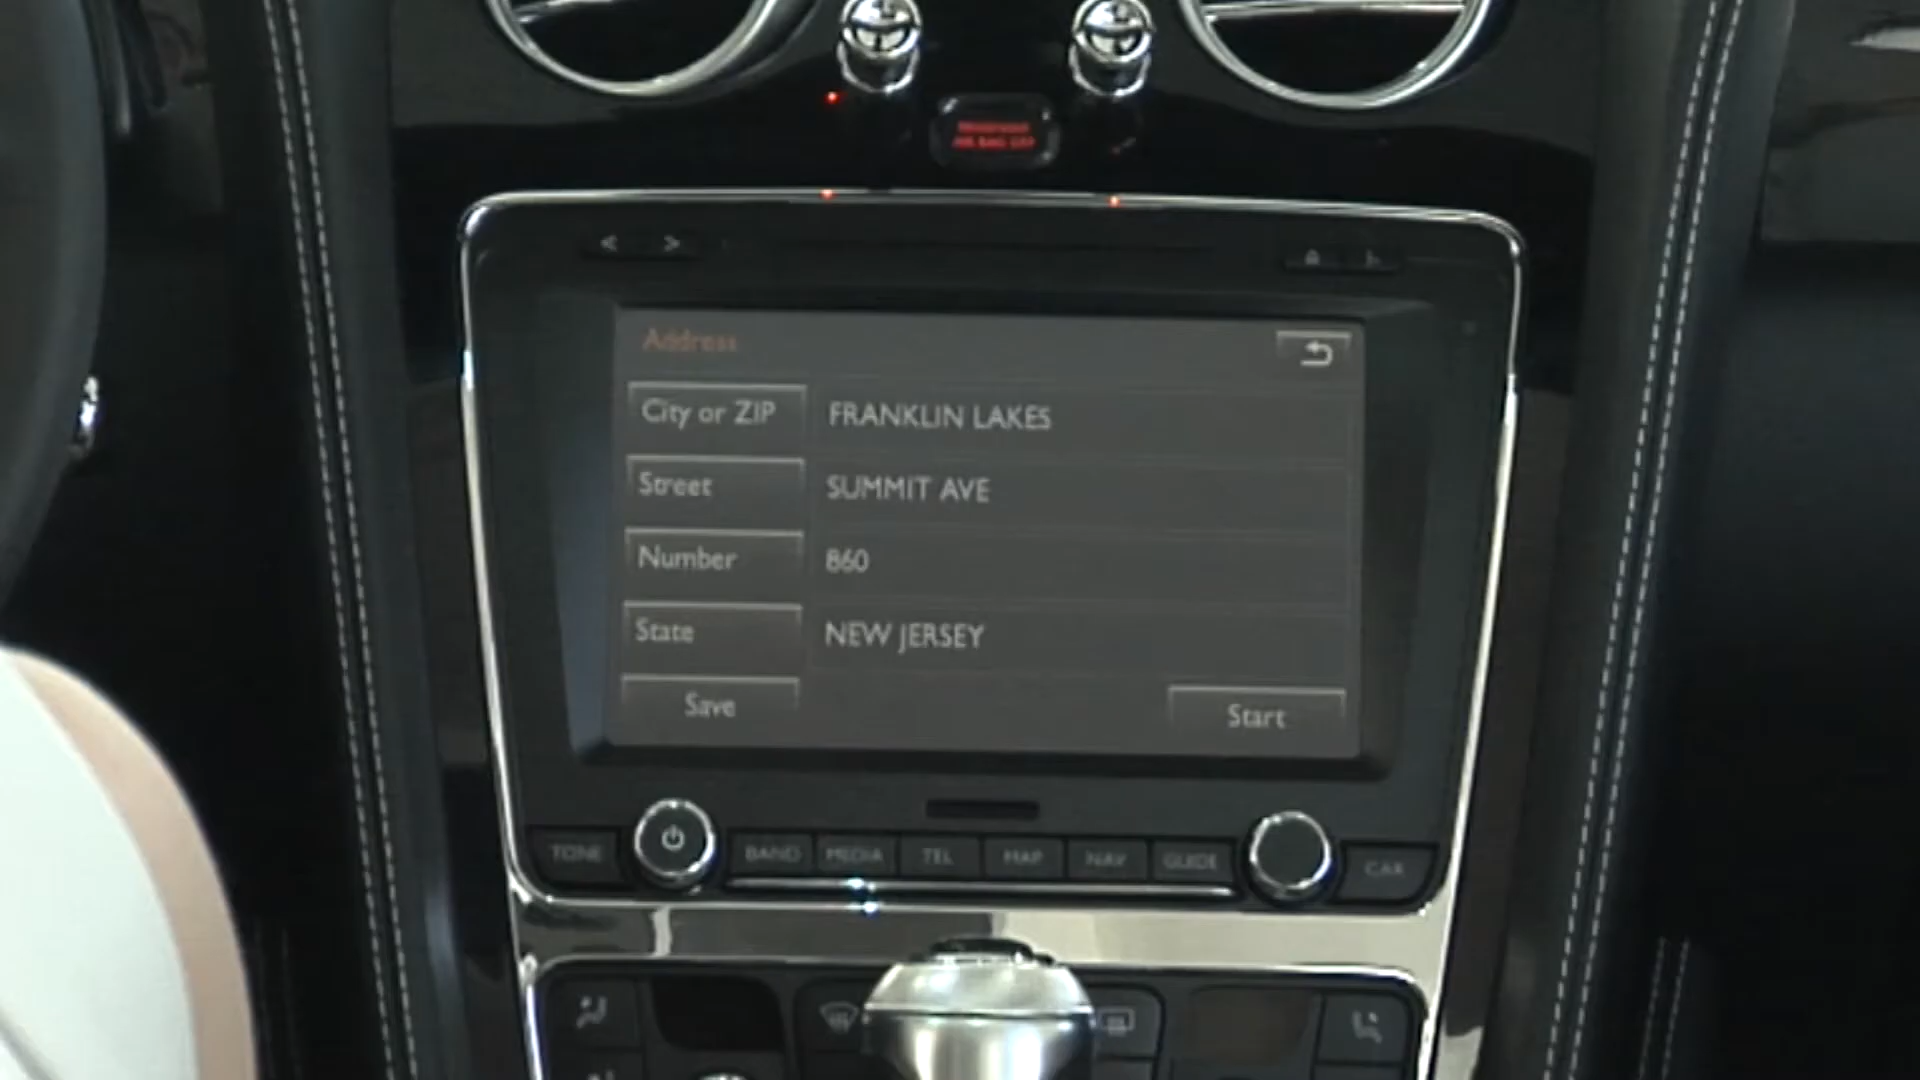 < >
Address
City or ZIP FRANKLIN LAKES
Street SUMMIT AVE
Number 860
State NEW JERSEY
Save Start
TONE BAND MEDIA TEL MAP NAV GUIDE CAR